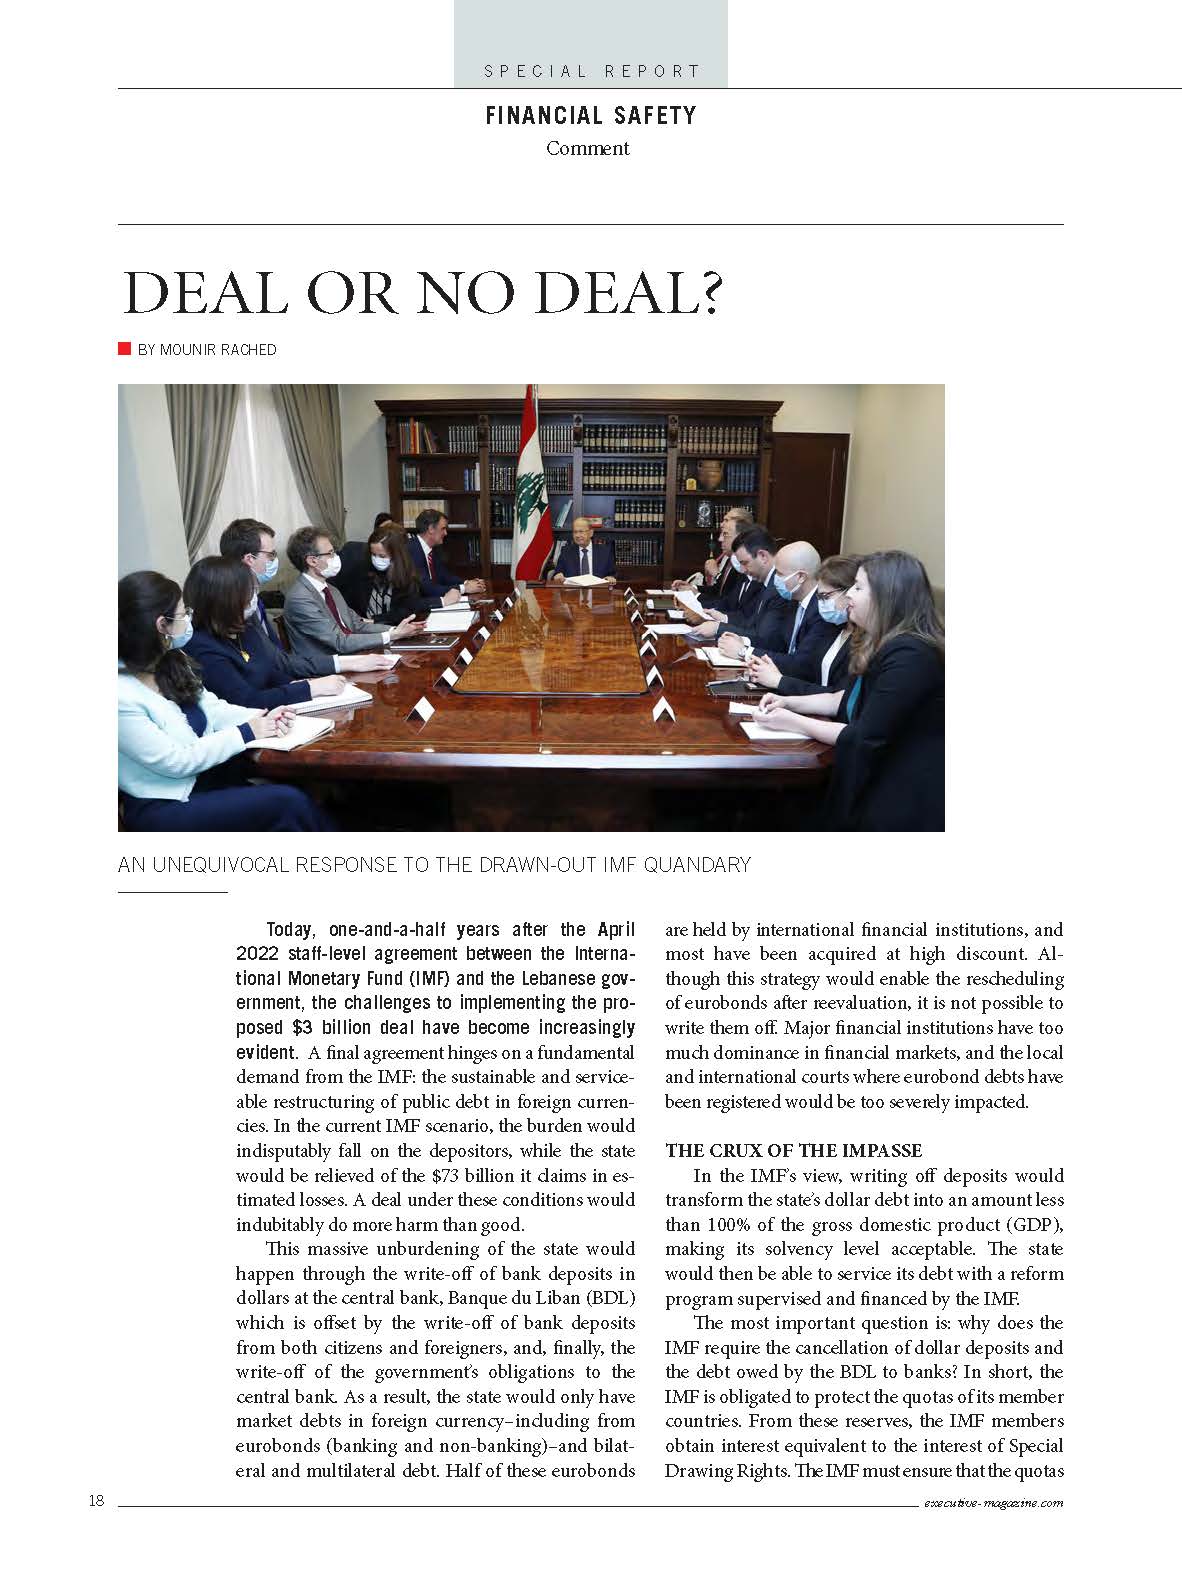 SPECIAL REPORT
FINANCIAL SAFETY
Comment
DEAL OR NO DEAL?
BY MOUNIR RACHED
AN UNEQUIVOCAL RESPONSE TO THE DRAWN-OUT IMF QUANDARY
Today, one-and-a-half years after the April
2022 staff-level agreement between the Interna-
tional Monetary Fund (IMF) and the Lebanese gov-
ernment, the challenges to implementing the pro-
posed $3 billion deal have become increasingly
evident. A final agreement hinges on a fundamental
demand from the IMF: the sustainable and service-
able restructuring of public debt in foreign curren-
cies. In the current IMF scenario, the burden would
indisputably fall on the depositors, while the state
would be relieved of the $73 billion it claims in es-
timated losses. A deal under these conditions would
indubitably do more harm than good.
This massive unburdening of the state would
happen through the write-off of bank deposits in
dollars at the central bank, Banque du Liban (BDL)
which is offset by the write-off of bank deposits
from both citizens and foreigners, and, finally, the
write-off of the government's obligations to the
central bank. As a result, the state would only have
market debts in foreign currency–including from
eurobonds (banking and non-banking)–and bilat-
eral and multilateral debt. Half of these eurobonds
are held by international financial institutions, and
most have been acquired at high discount. Al-
though this strategy would enable the rescheduling
of eurobonds after reevaluation, it is not possible to
write them off. Major financial institutions have too
much dominance in financial markets, and the local
and international courts where eurobond debts have
been registered would be too severely impacted.
THE CRUX OF THE IMPASSE
In the IMF's view, writing off deposits would
transform the state's dollar debt into an amount less
than 100% of the gross domestic product (GDP),
making its solvency level acceptable. The state
would then be able to service its debt with a reform
program supervised and financed by the IMF.
The most important question is: why does the
IMF require the cancellation of dollar deposits and
the debt owed by the BDL to banks? In short, the
IMF is obligated to protect the quotas of its member
countries. From these reserves, the IMF members
obtain interest equivalent to the interest of Special
Drawing Rights. The IMF must ensure that the quotas
18
executive-magazine.com